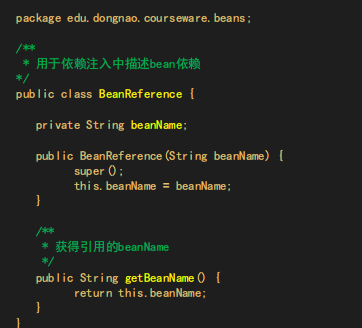 package edu.dongnao.courseware.beans;
/**
* 用于依赖注入中描述bean依赖
*/
public class BeanReference {
private String beanName;
public BeanReference(String beanName) {
super();
this.beanName = beanName;
}
/**
* 获得引用的beanName
*/
public String getBeanName() {
return this.beanName;
}
}